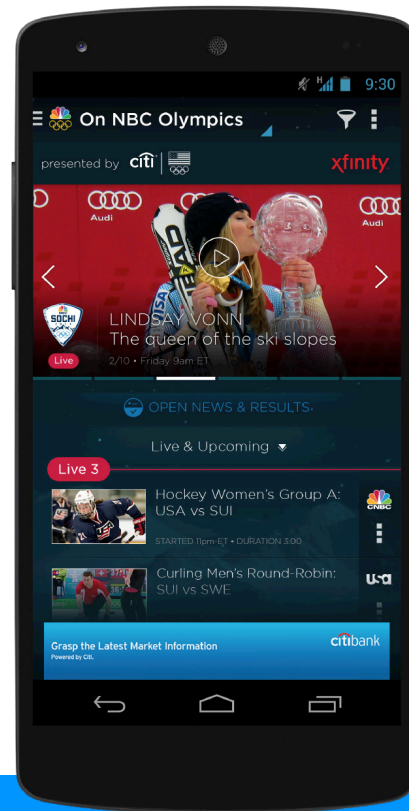 H
9:30
On NBC Olympics
presented by citi
xfinity
Audi
Audi
HEAD
VISA
SOCHI
LINDSAY VONN
The queen of the ski slopes
Live
2/10 • Friday 9am ET
OPEN NEWS & RESULTS
Live & Upcoming
Live 3
Hockey Women's Group A:
USA vs SUI
CNBC
STARTED 11pm ET • DURATION 3:00
21
Curling Men's Round-Robin:
SUI vs SWE
usa
Grasp the Latest Market Information
Powered by Citi.
citibank